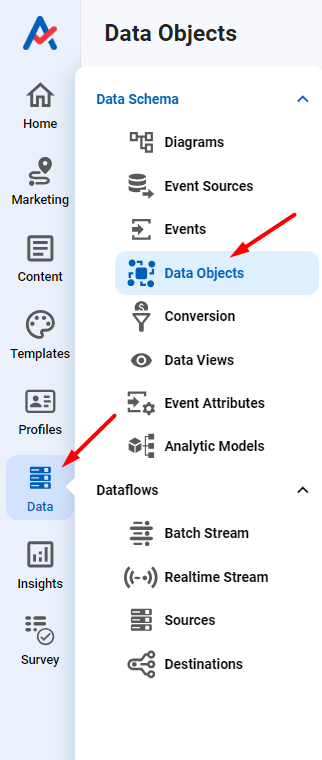 Data Objects
Home
Marketing
Content
Templates
Profiles
Data
Insights
Survey
Data Schema
Diagrams
Event Sources
Events
Data Objects
Conversion
Data Views
Event Attributes
Analytic Models
Dataflows
Batch Stream
Realtime Stream
Sources
Destinations